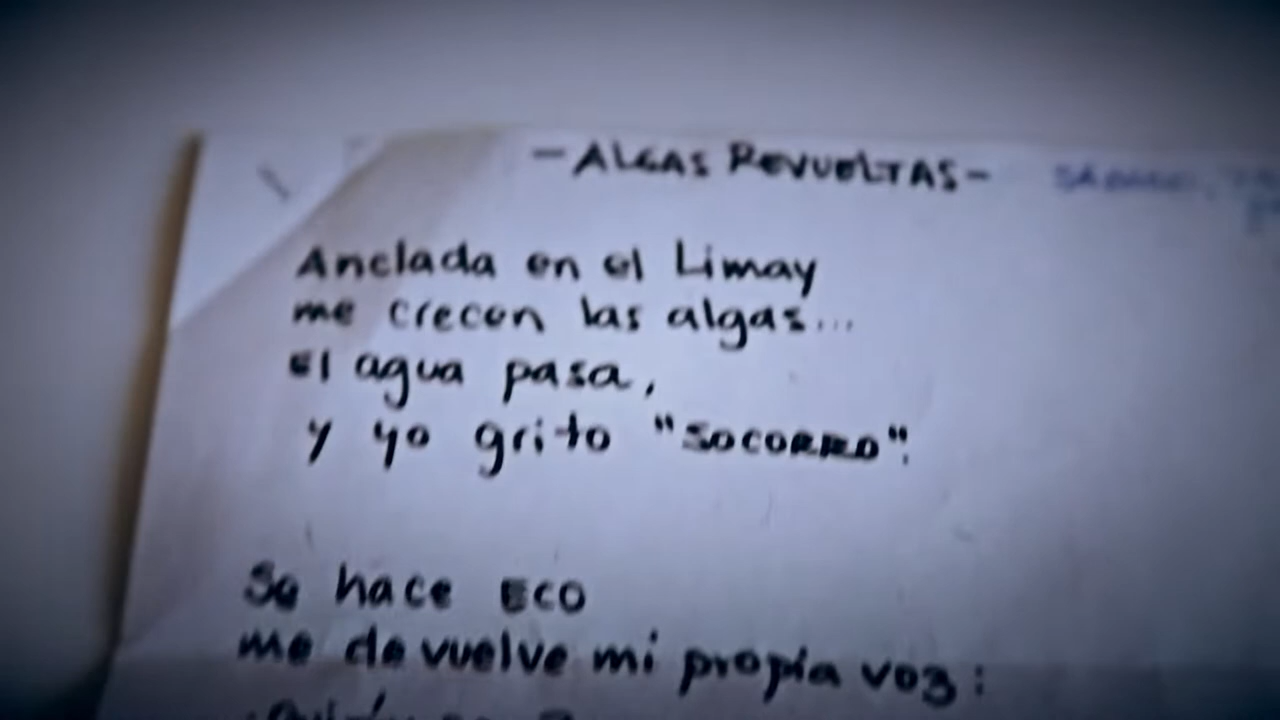 -ALGAS REVUELTAS-
Anclada en el Limay
me crecen las algas...
El agua pasa,
y yo grito "SOCORRO".
Se hace ECO
me devuelve mi propia voz: